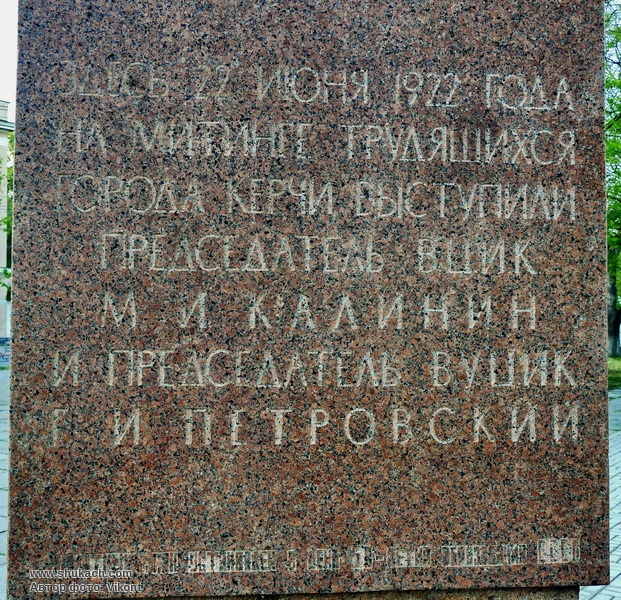 ЗДЕСЬ 22 ИЮНЯ 1922 ГОДА
НА МИТИНГЕ ТРУДЯЩИХСЯ
ГОРОДА КЕРЧИ ВЫСТУПИЛИ
ПРЕДСЕДАТЕЛЬ ВЦИК
М И КАЛИНИН
И ПРЕДСЕДАТЕЛЬ ВУЦИК
Г И ПЕТРОВСКИЙ
www.shukach.com
Автор фото: Vikont